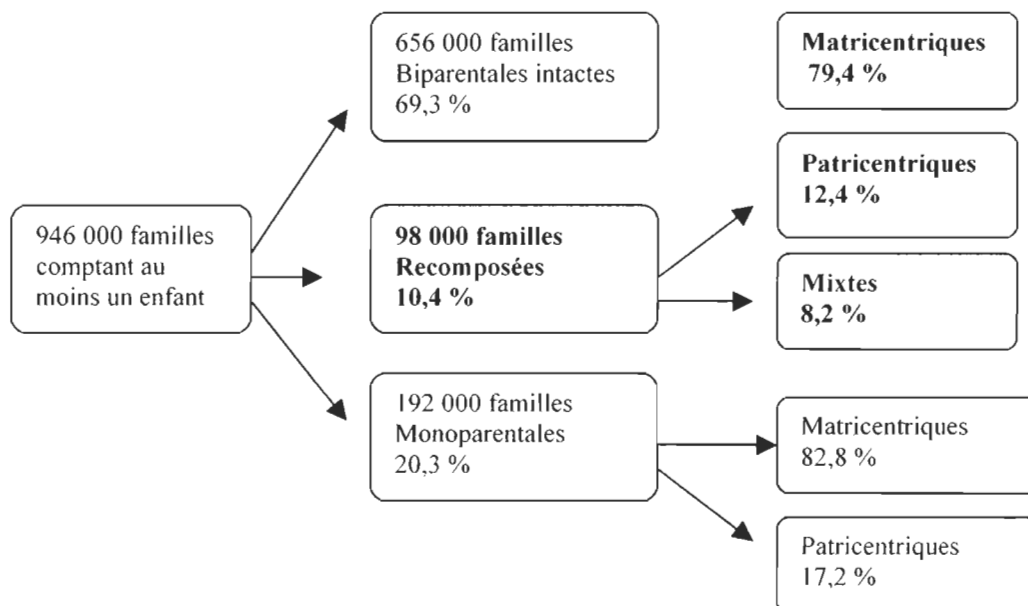 946 000 familles
comptant au
moins un enfant
656 000 familles
Biparentales intactes
69,3 %
98 000 familles
Recomposées
10,4 %
192 000 familles
Monoparentales
20,3 %
Matricentriques
79,4 %
Patricentriques
12,4 %
Mixtes
8,2 %
Matricentriques
82,8 %
Patricentriques
17,2 %